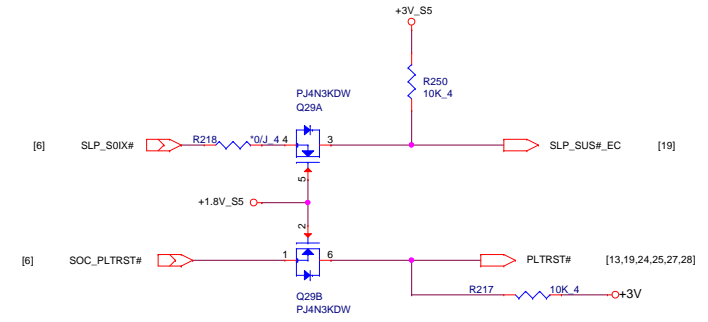 +3V_S5
R250
10K_4
PJ4N3KDW
Q29A
[6] SLP_S0IX# R218 *0/J_4 4 3 SLP_SUS#_EC [19]
5
+1.8V_S5
2
[6] SOC_PLTRST# 1 6 PLTRST# [13,19,24,25,27,28]
R217 10K_4 +3V
Q29B
PJ4N3KDW